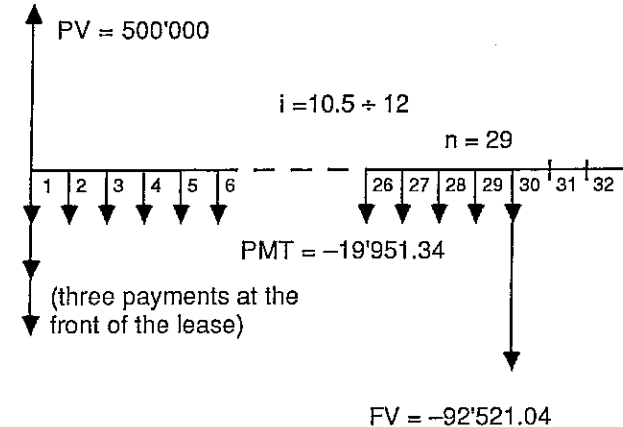 PV = 500'000
i =10.5 ÷ 12
n = 29
1 2 3 4 5 6 26 27 28 29 30 31 32
PMT = –19'951.34
(three payments at the
front of the lease)
FV = –92'521.04